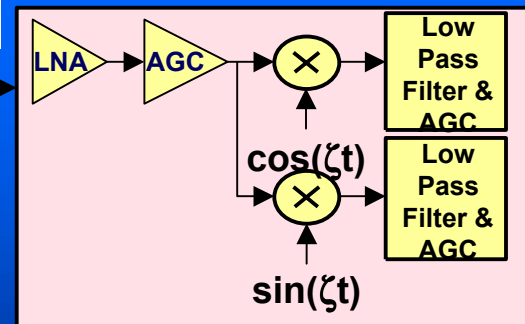 LNA
AGC
Low
Pass
Filter &
AGC
cos(ζt)
Low
Pass
Filter &
AGC
sin(ζt)